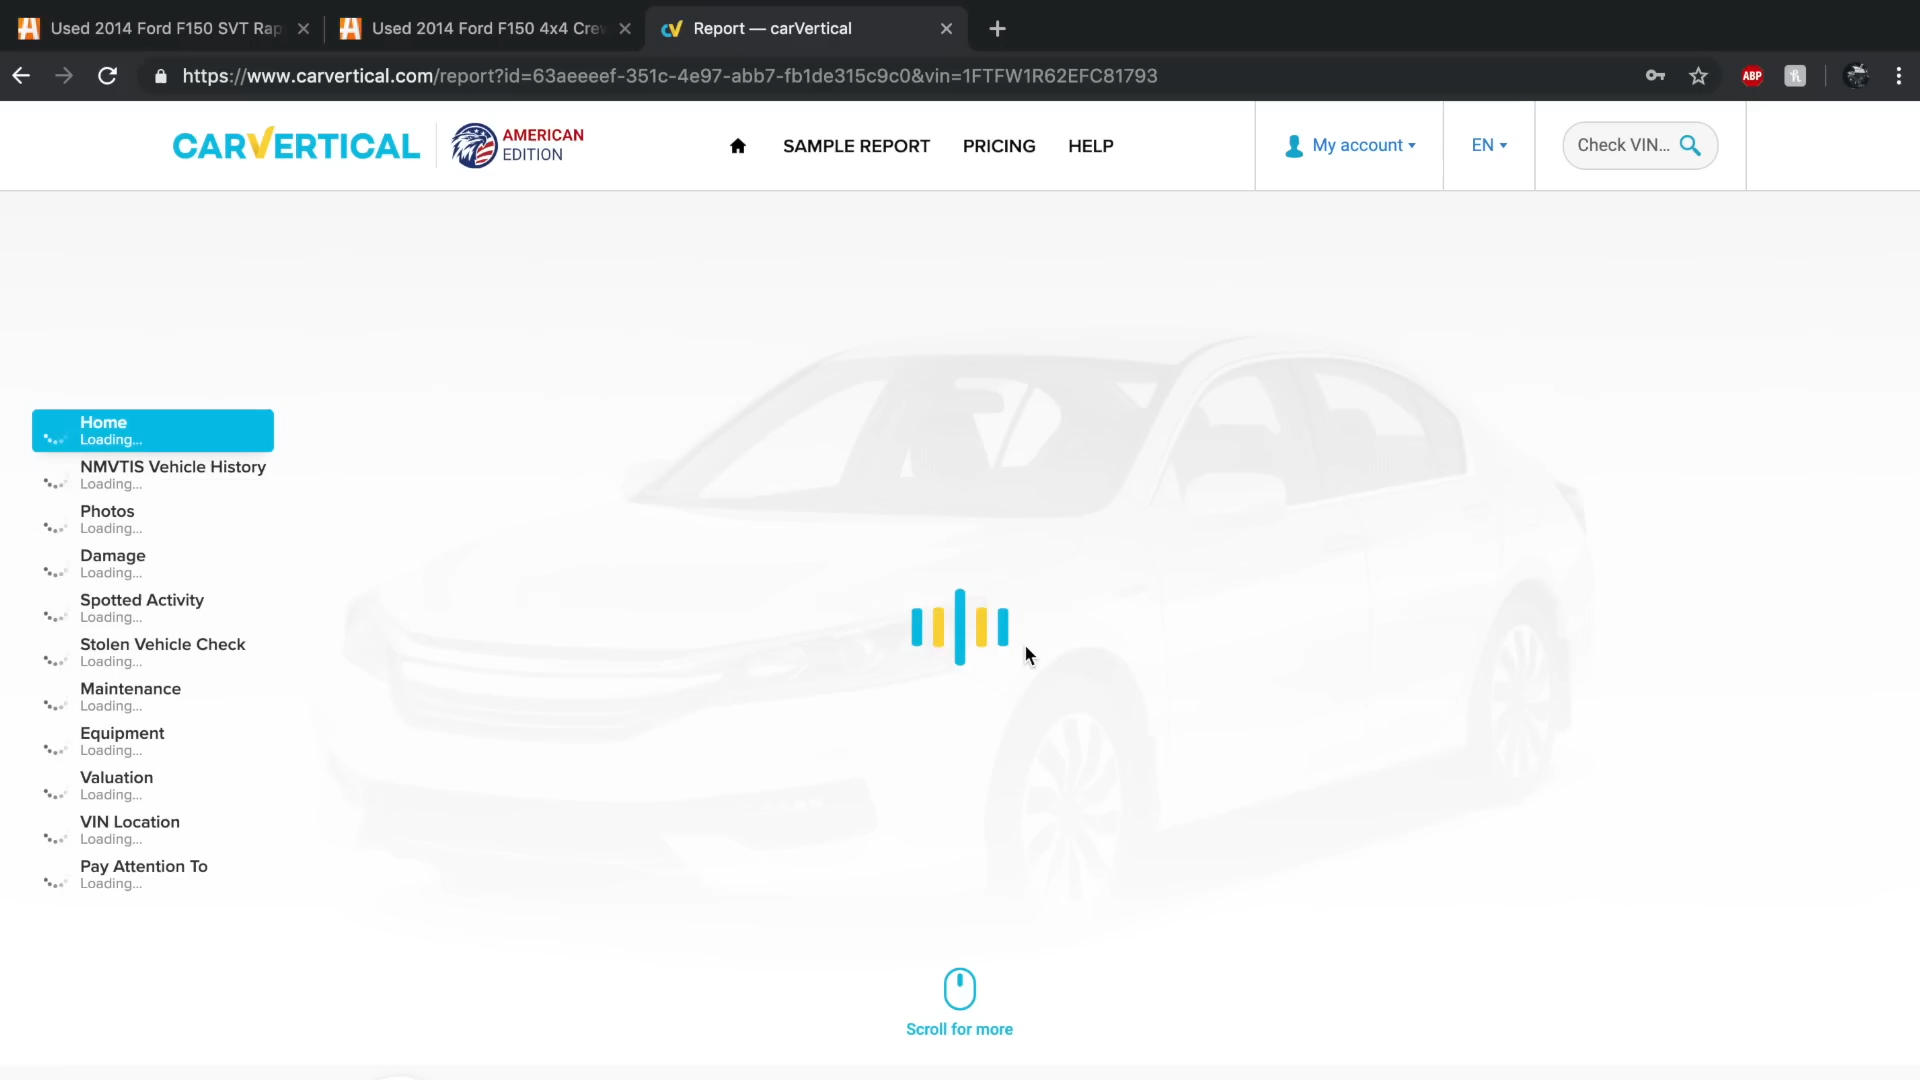 Used 2014 Ford F150 SVT Rap
Used 2014 Ford F150 4x4 Crew
Report — carVertical
https://www.carvertical.com/report?id=63aeeeef-351c-4e97-abb7-fb1de315c9c0&vin=1FTFW1R62EFC81793
ABP
CARVERTICAL
AMERICAN
EDITION
SAMPLE REPORT
PRICING
HELP
My account
EN
Check VIN...
Home
Loading...
NMVTIS Vehicle History
Loading...
Photos
Loading...
Damage
Loading...
Spotted Activity
Loading...
Stolen Vehicle Check
Loading...
Maintenance
Loading...
Equipment
Loading...
Valuation
Loading...
VIN Location
Loading...
Pay Attention To
Loading...
Scroll for more